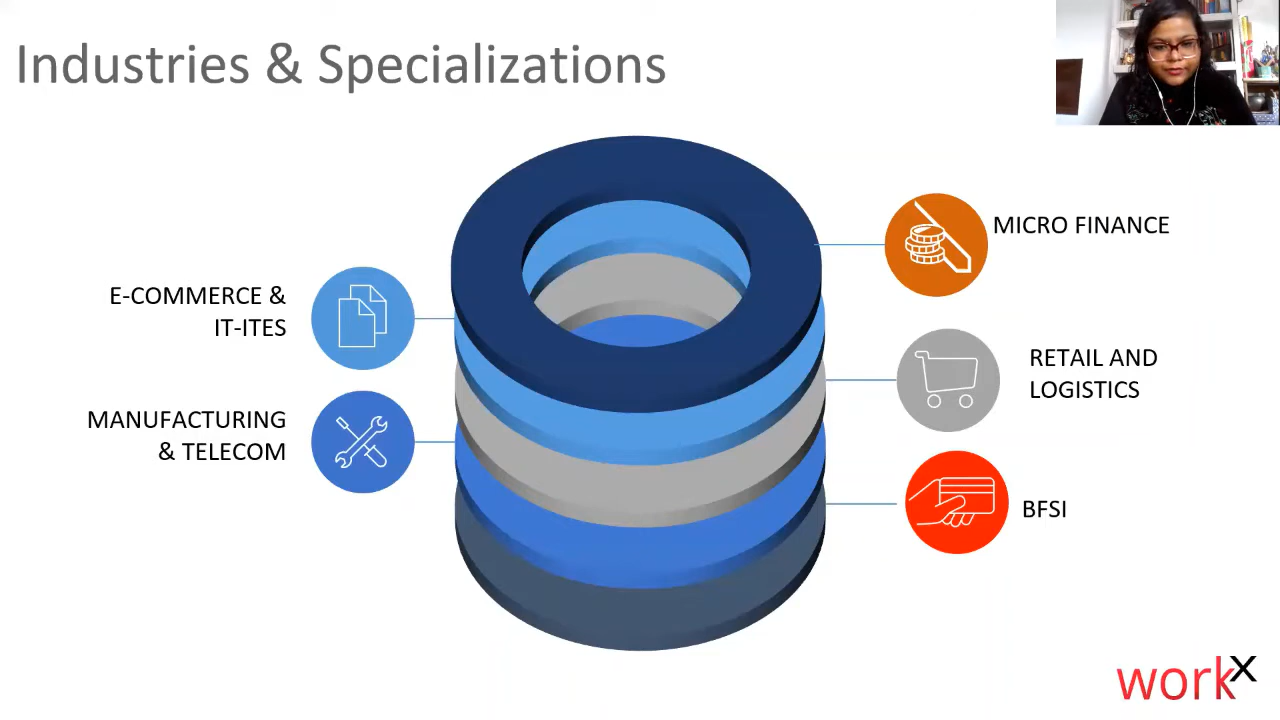 Industries & Specializations
MICRO FINANCE
E-COMMERCE &
IT-ITES
RETAIL AND
LOGISTICS
MANUFACTURING
& TELECOM
BFSI
workx